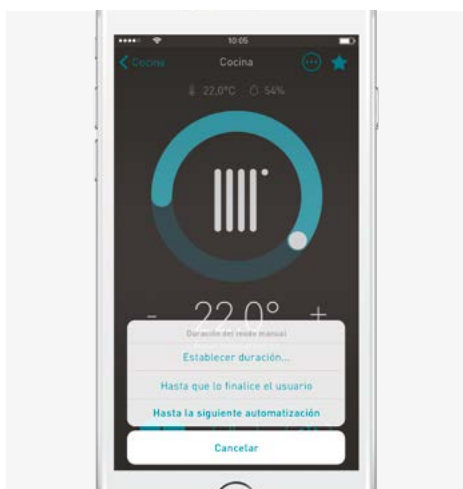 10:05
Cocina Cocina
22,0°C 54%
- 22.0° +
Duración del modo manual
Establecer duración...
Hasta que lo finalice el usuario
Hasta la siguiente automatización
Cancelar